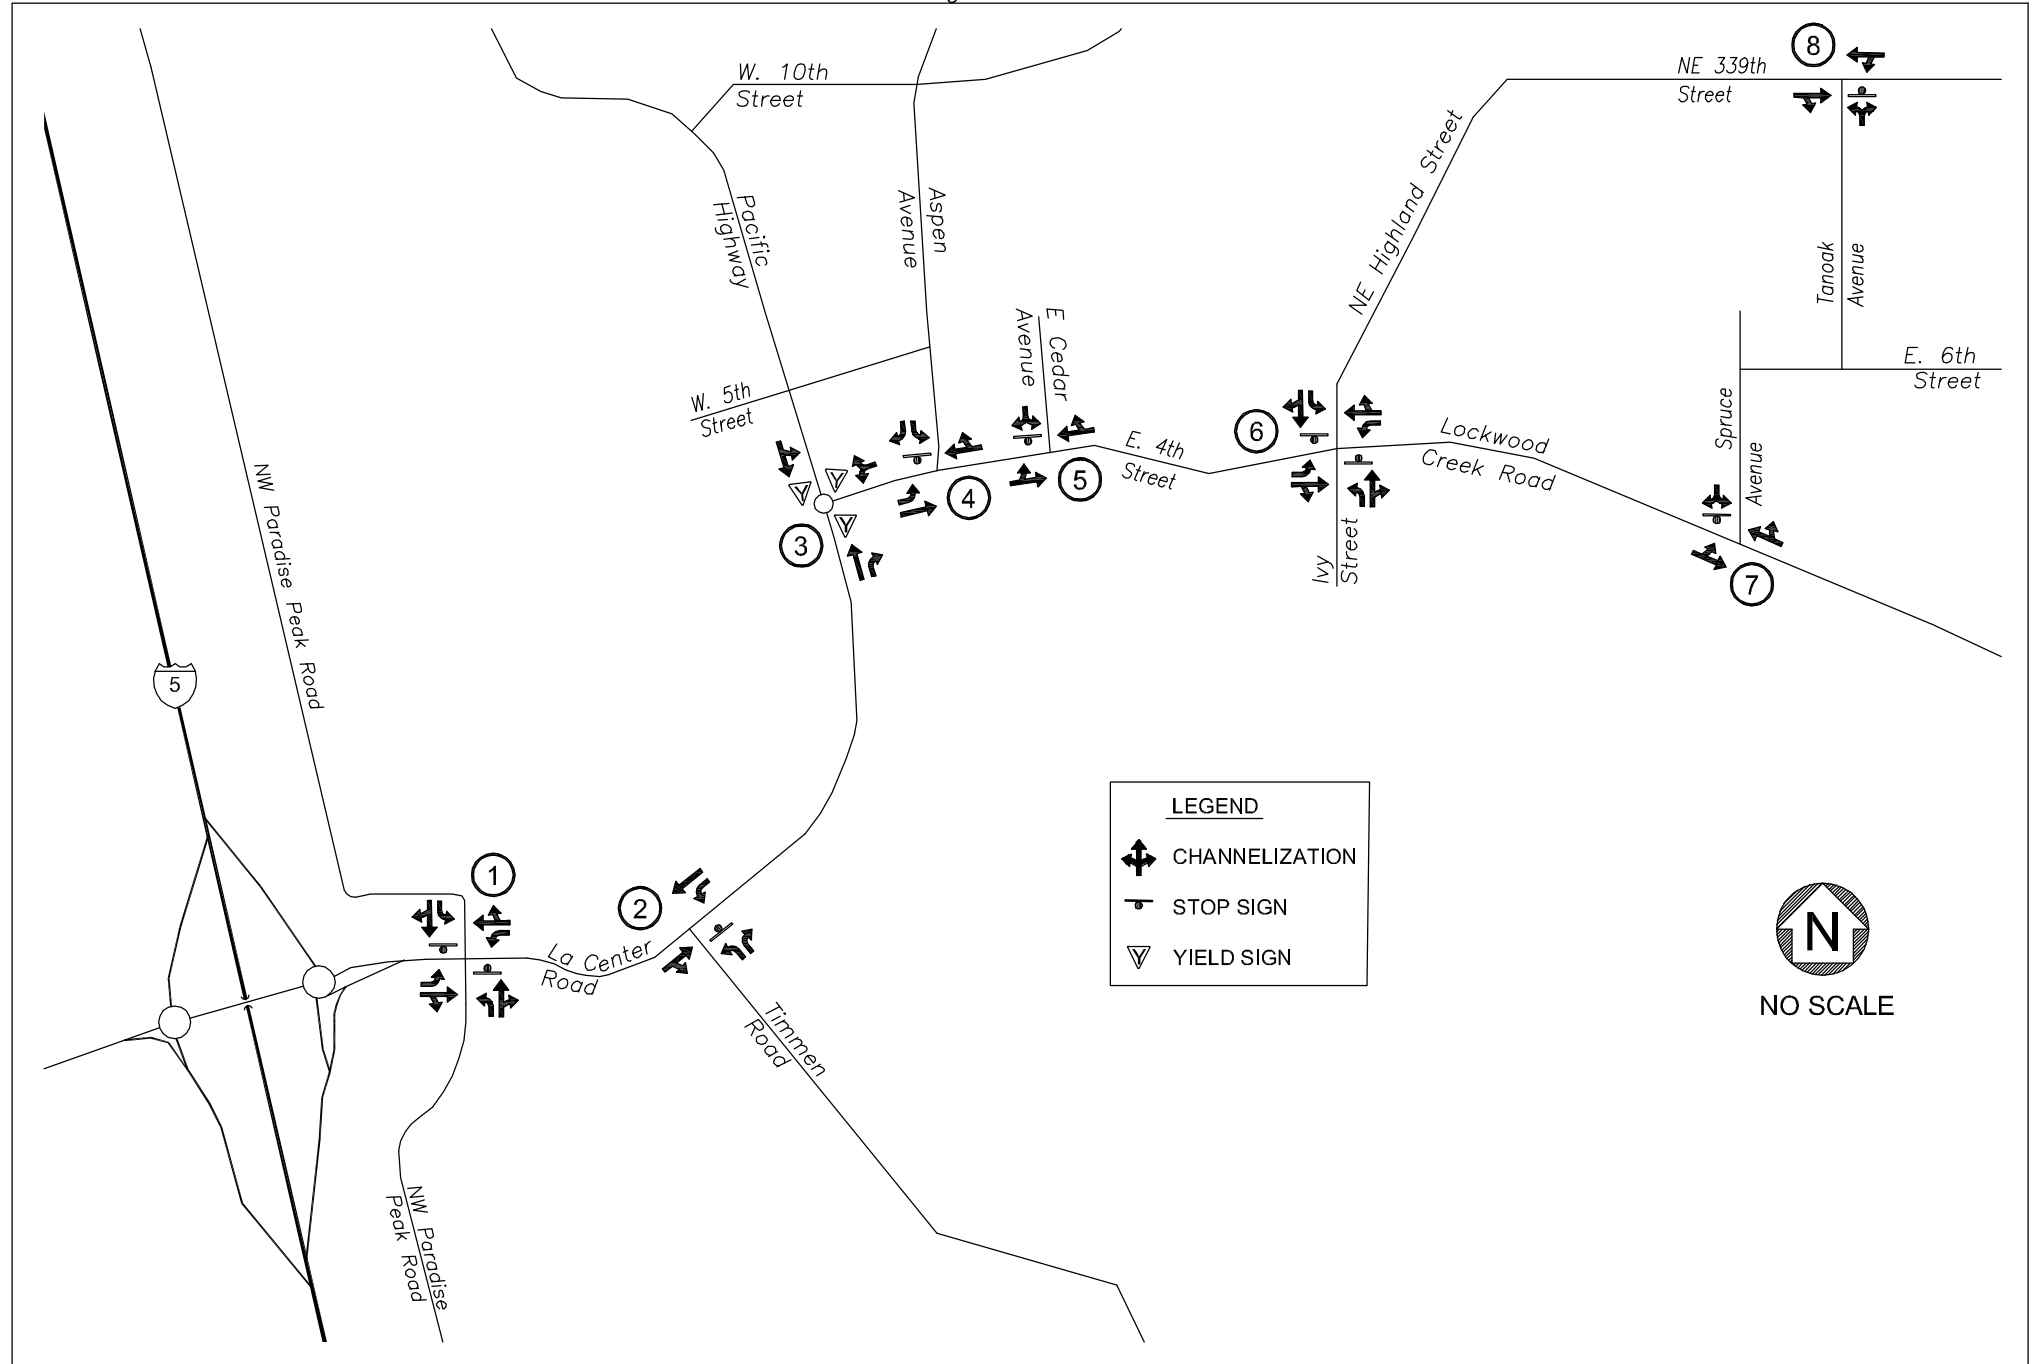 8
W. 10th
Street
NE 339th
Street
NE Highland Street
Pacific
Highway
Aspen
Avenue
Tanoak
Avenue
E Cedar
Avenue
E. 6th
Street
W. 5th
Street
Spruce
Avenue
6
E. 4th
Street
Lockwood
Creek Road
5
4
Y
Y
Y
3
Ivy
Street
7
NW Paradise Peak Road
5
LEGEND
CHANNELIZATION
STOP SIGN
Y YIELD SIGN
1
2
La Center
Road
N
NO SCALE
Timmen
Road
NW Paradise
Peak Road